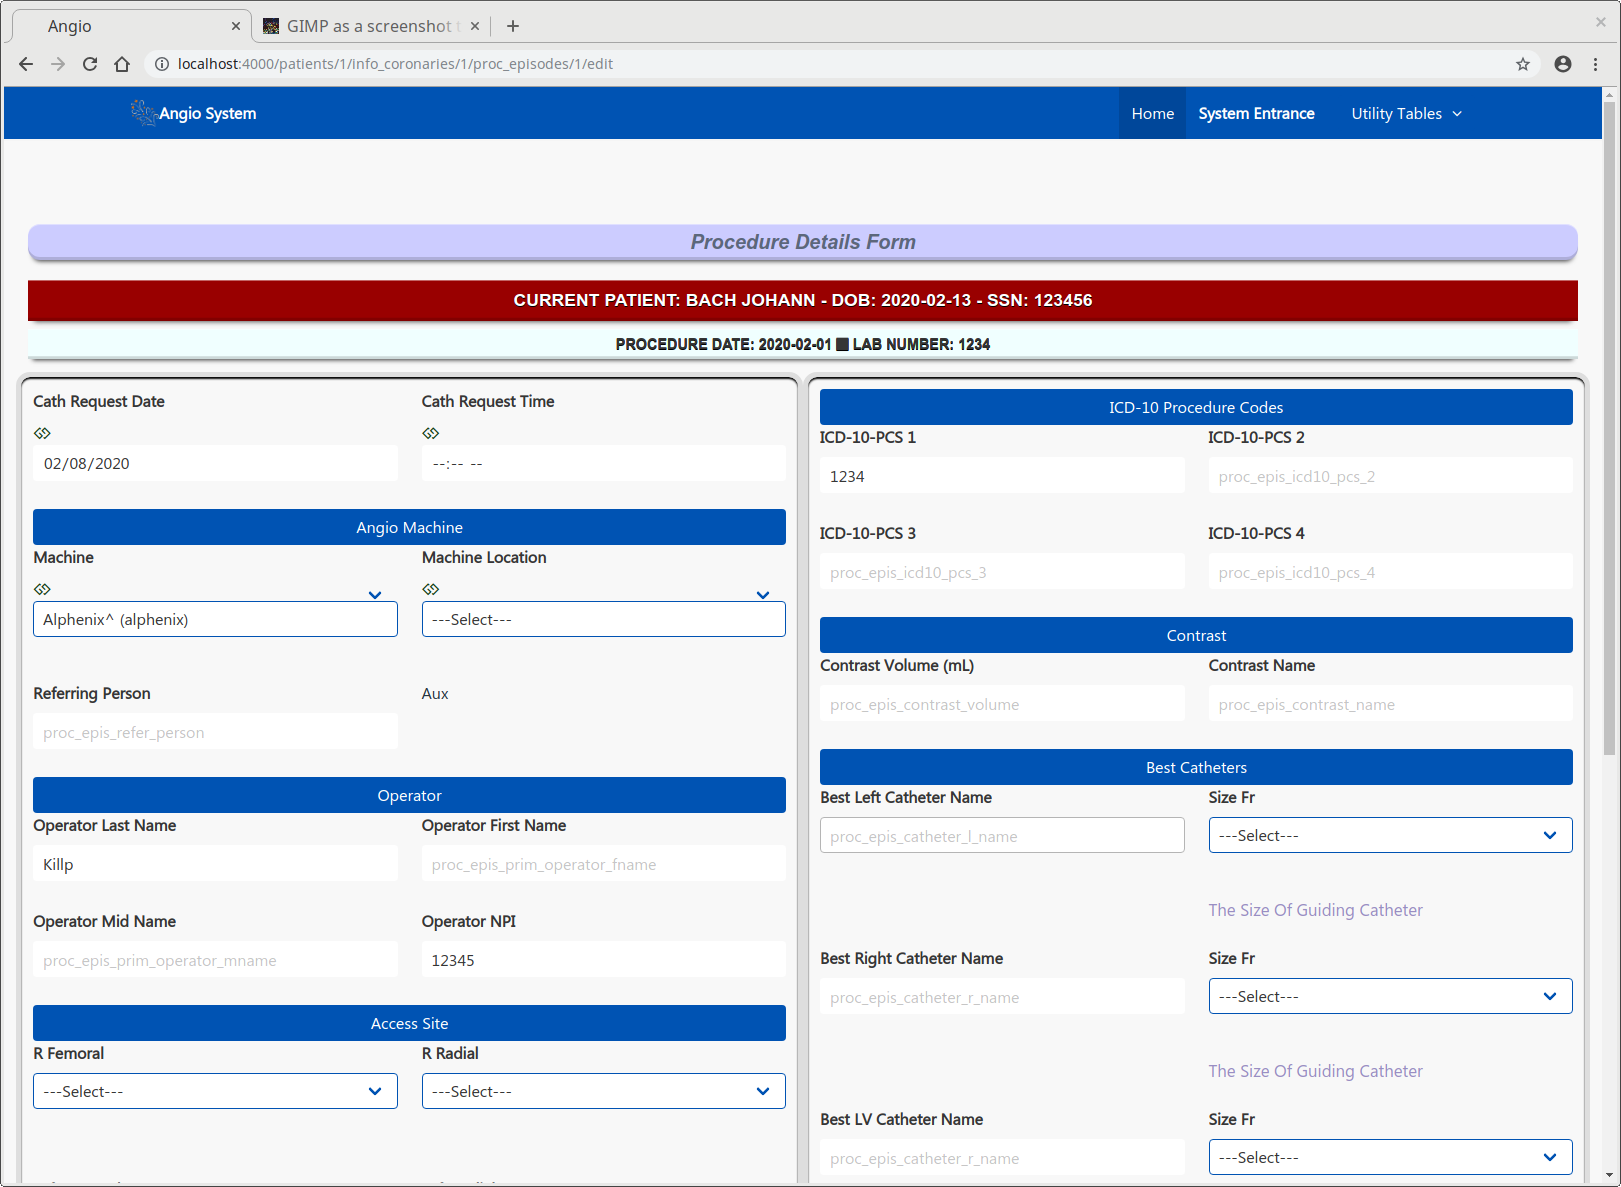 Angio
GIMP as a screenshot
localhost:4000/patients/1/info_coronaries/1/proc_episodes/1/edit
Angio System
Home
System Entrance
Utility Tables
Procedure Details Form
CURRENT PATIENT: BACH JOHANN - DOB: 2020-02-13 - SSN: 123456
PROCEDURE DATE: 2020-02-01 ■ LAB NUMBER: 1234
Cath Request Date
Cath Request Time
02/08/2020
--:-- --
Angio Machine
Machine
Machine Location
Alphenix^ (alphenix)
---Select---
Referring Person
Aux
proc_epis_refer_person
Operator
Operator Last Name
Operator First Name
Killp
proc_epis_prim_operator_fname
Operator Mid Name
Operator NPI
proc_epis_prim_operator_mname
12345
Access Site
R Femoral
R Radial
---Select---
---Select---
ICD-10 Procedure Codes
ICD-10-PCS 1
ICD-10-PCS 2
1234
proc_epis_icd10_pcs_2
ICD-10-PCS 3
ICD-10-PCS 4
proc_epis_icd10_pcs_3
proc_epis_icd10_pcs_4
Contrast
Contrast Volume (mL)
Contrast Name
proc_epis_contrast_volume
proc_epis_contrast_name
Best Catheters
Best Left Catheter Name
Size Fr
proc_epis_catheter_l_name
---Select---
The Size Of Guiding Catheter
Best Right Catheter Name
Size Fr
proc_epis_catheter_r_name
---Select---
The Size Of Guiding Catheter
Best LV Catheter Name
Size Fr
proc_epis_catheter_r_name
---Select---